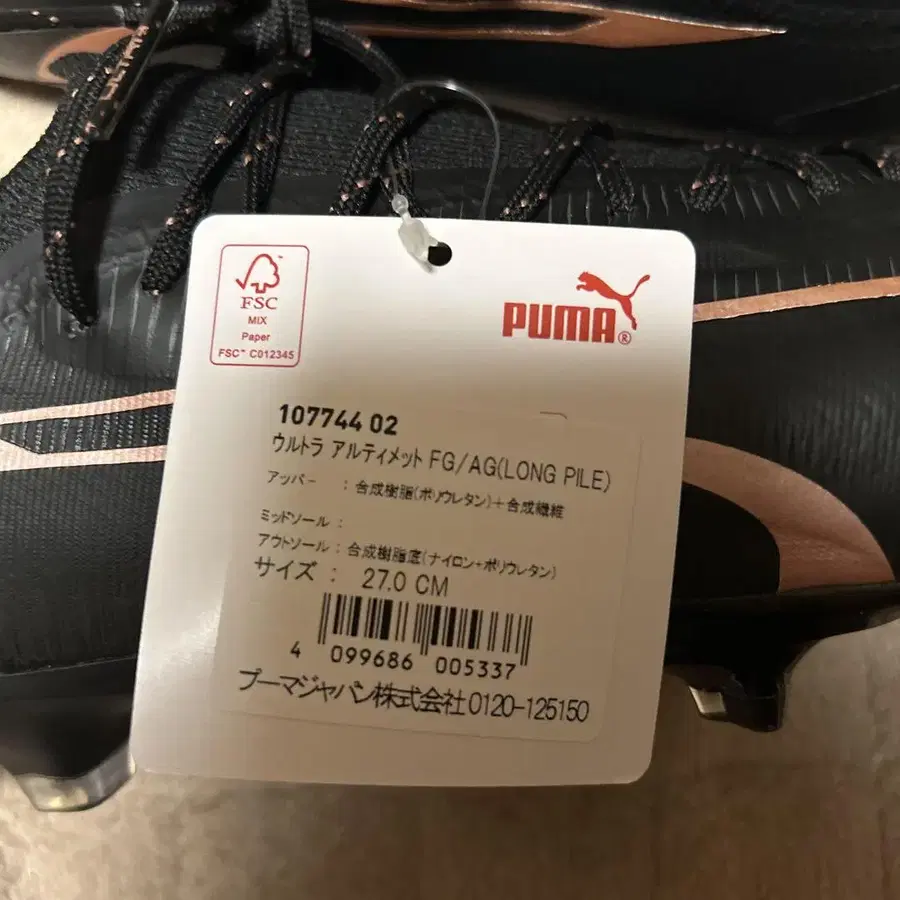 FSC
MIX
Paper
FSC™ C012345
PUMA®
107744 02
ウルトラ アルティメット FG/AG(LONG PILE)
アッパー : 合成樹脂(ポリウレタン)+合成繊維
ミッドソール :
アウトソール : 合成樹脂底(ナイロン+ポリウレタン)
サイズ : 27.0 CM
4 099686 005337
プーマジャパン株式会社 0120-125150